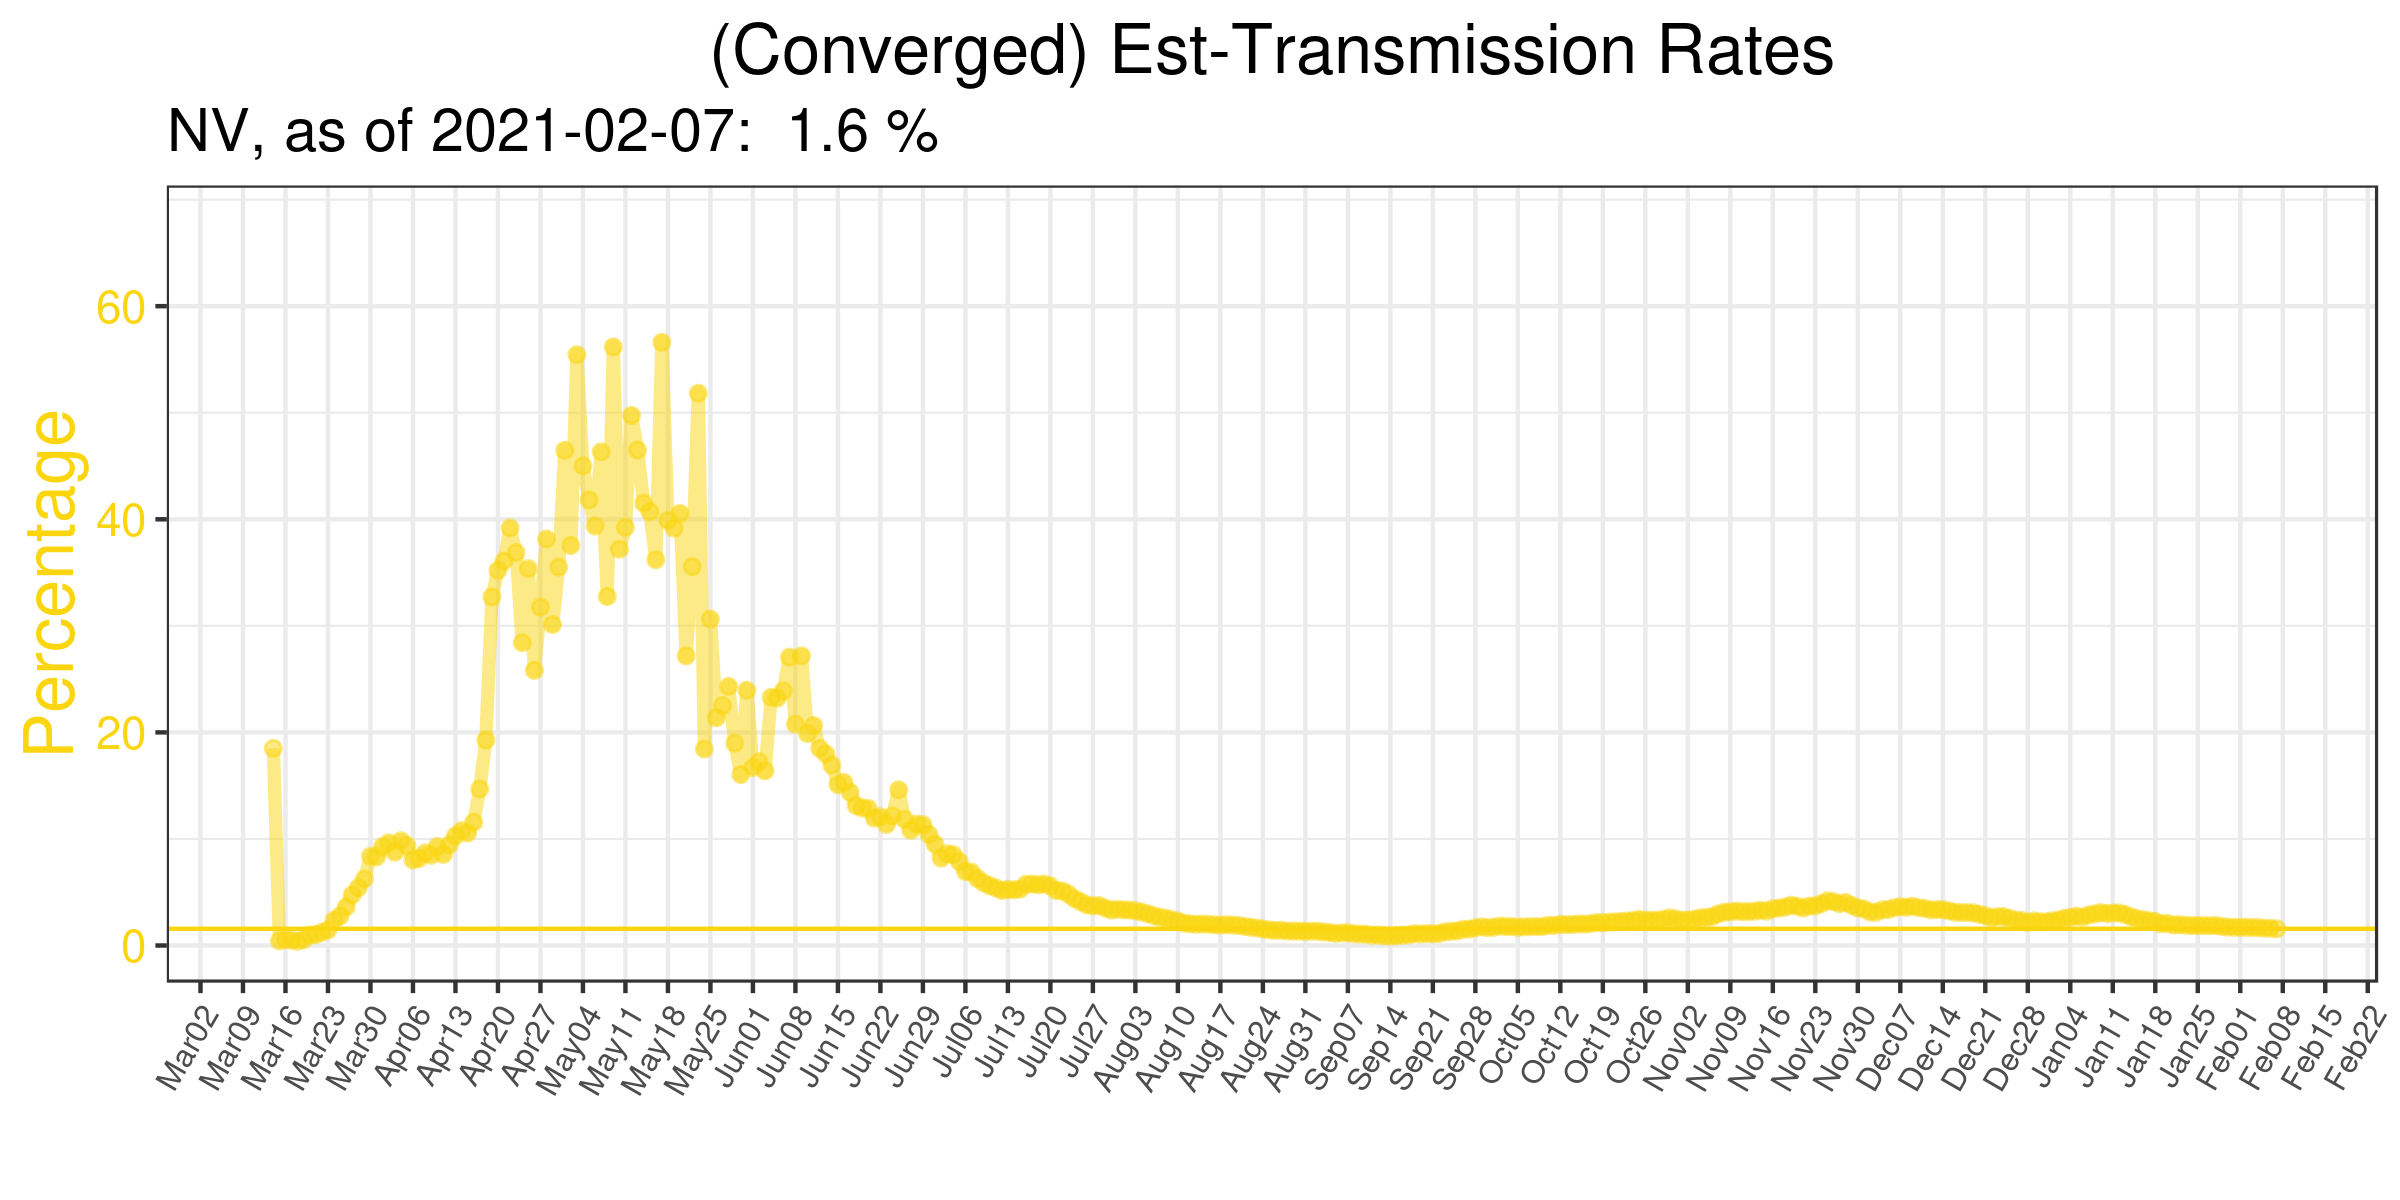 (Converged) Est-Transmission Rates
NV, as of 2021-02-07:  1.6 %
Percentage
60
40
20
0
Mar02
Mar09
Mar16
Mar23
Mar30
Apr06
Apr13
Apr20
Apr27
May04
May11
May18
May25
Jun01
Jun08
Jun15
Jun22
Jun29
Jul06
Jul13
Jul20
Jul27
Aug03
Aug10
Aug17
Aug24
Aug31
Sep07
Sep14
Sep21
Sep28
Oct05
Oct12
Oct19
Oct26
Nov02
Nov09
Nov16
Nov23
Nov30
Dec07
Dec14
Dec21
Dec28
Jan04
Jan11
Jan18
Jan25
Feb01
Feb08
Feb15
Feb22